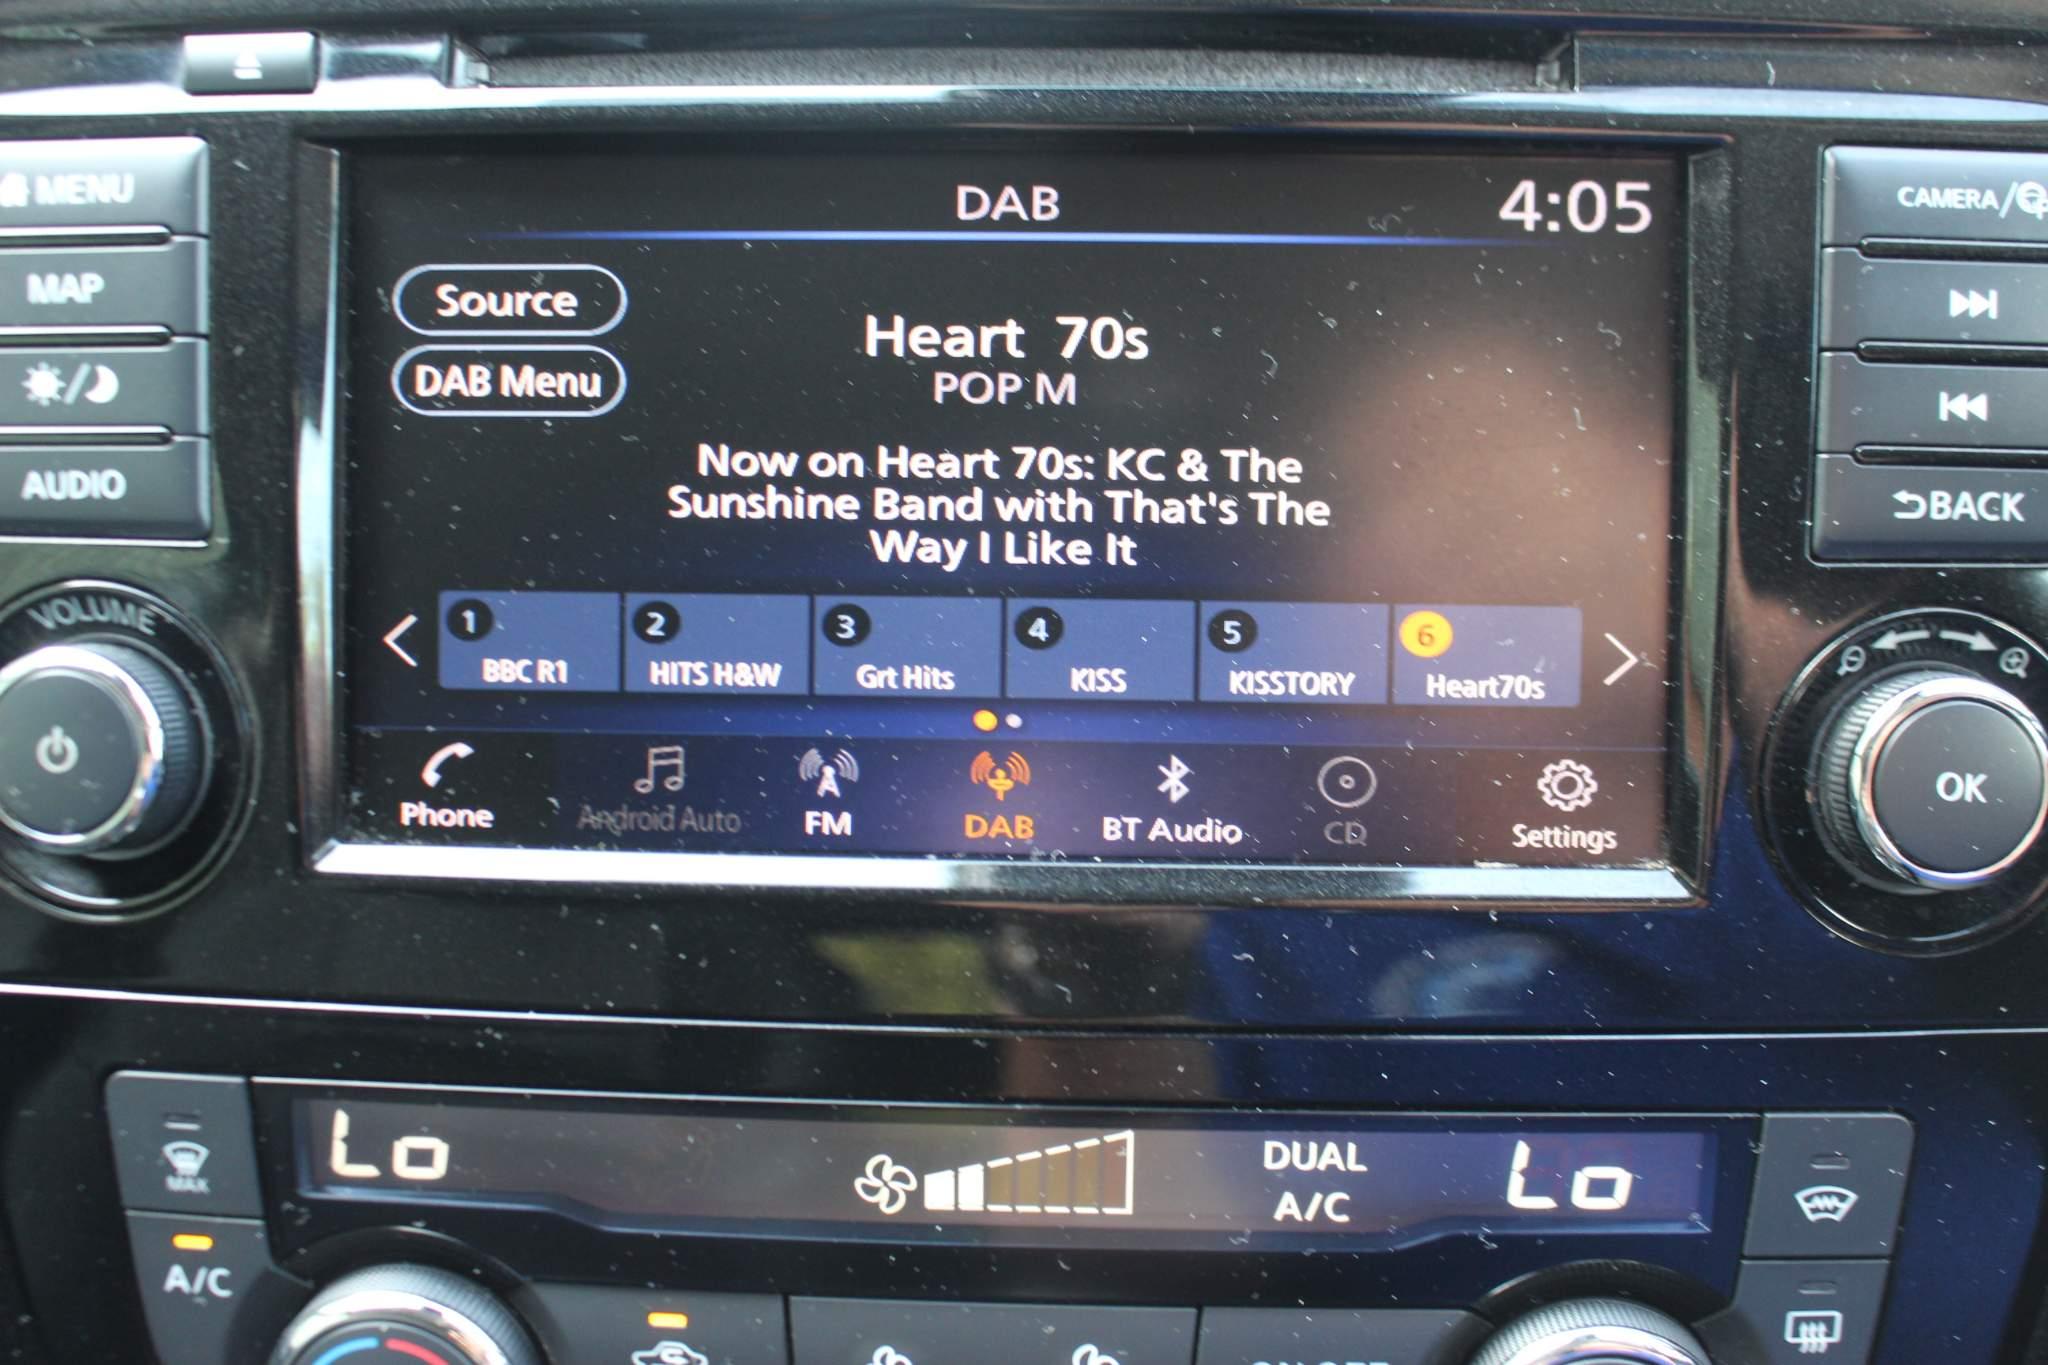 MENU
MAP
AUDIO
VOLUME
DAB
4:05
Source
DAB Menu
Heart 70s
POP M
Now on Heart 70s: KC & The
Sunshine Band with That's The
Way I Like It
1
BBC R1
2
HITS H&W
3
Grt Hits
4
KISS
5
KISSTORY
6
Heart70s
Phone
Android Auto
FM
DAB
BT Audio
CD
Settings
CAMERA/
BACK
OK
Lo
DUAL
A/C
Lo
MAX
A/C